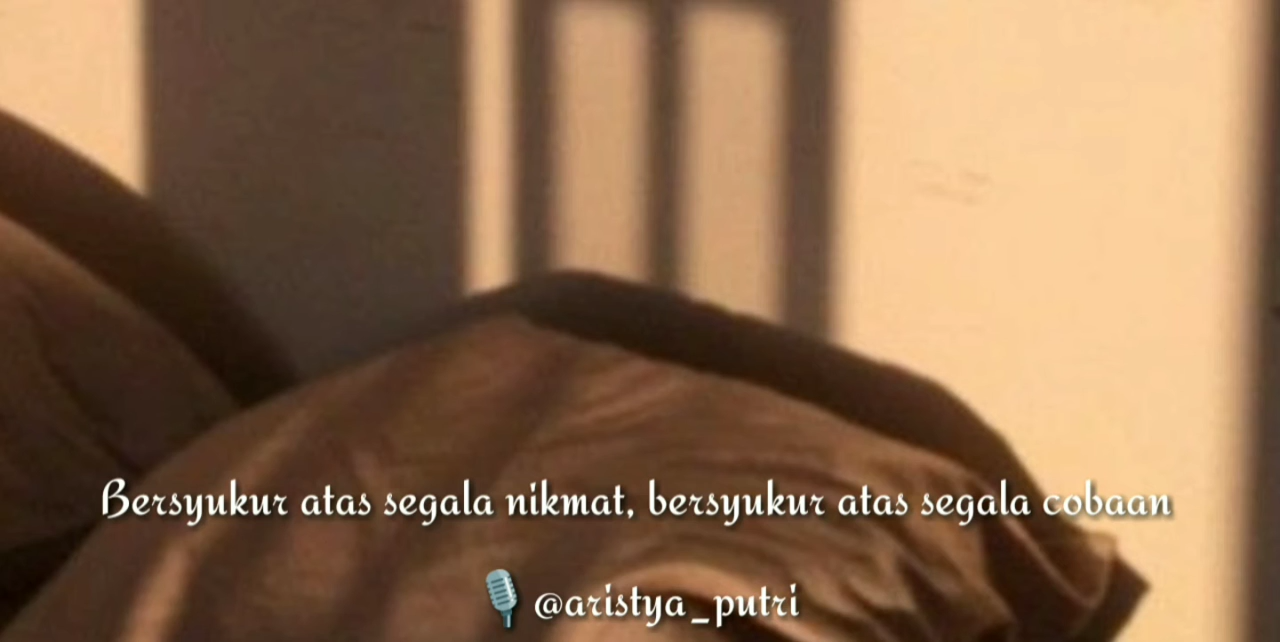 Bersyukur atas segala nikmat, bersyukur atas segala cobaan
🎙️ @aristya_putri